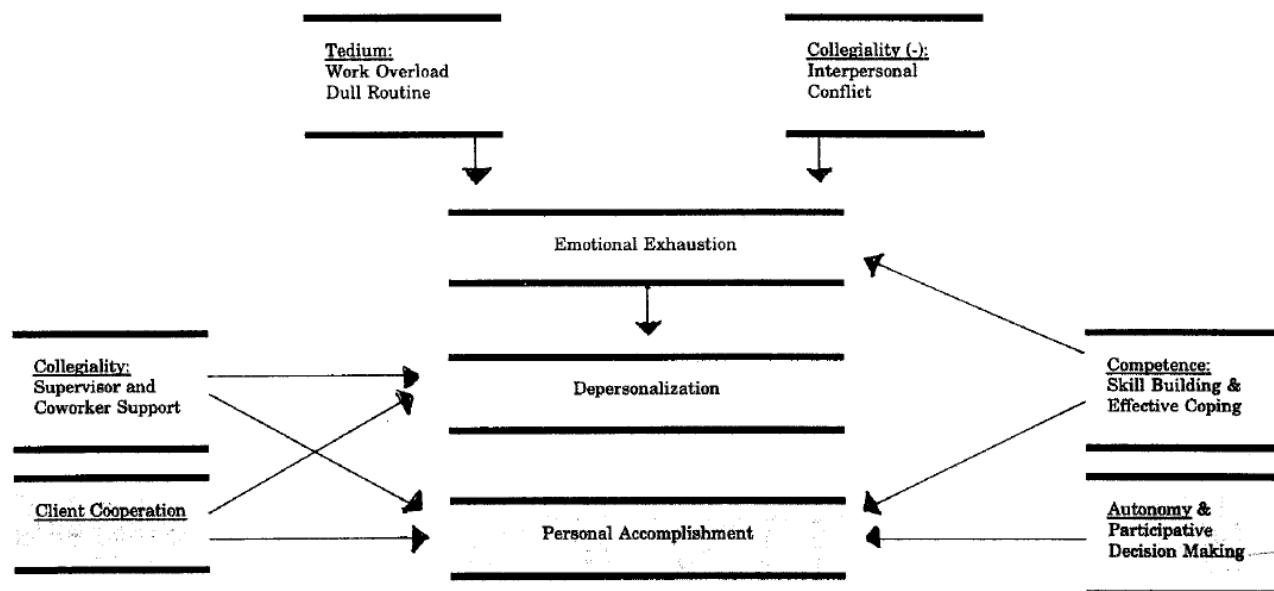 Tedium:
Work Overload
Dull Routine
Collegiality (-):
Interpersonal
Conflict
Emotional Exhaustion
Collegiality:
Supervisor and
Coworker Support
Depersonalization
Competence:
Skill Building &
Effective Coping
Client Cooperation
Personal Accomplishment
Autonomy &
Participative
Decision Making